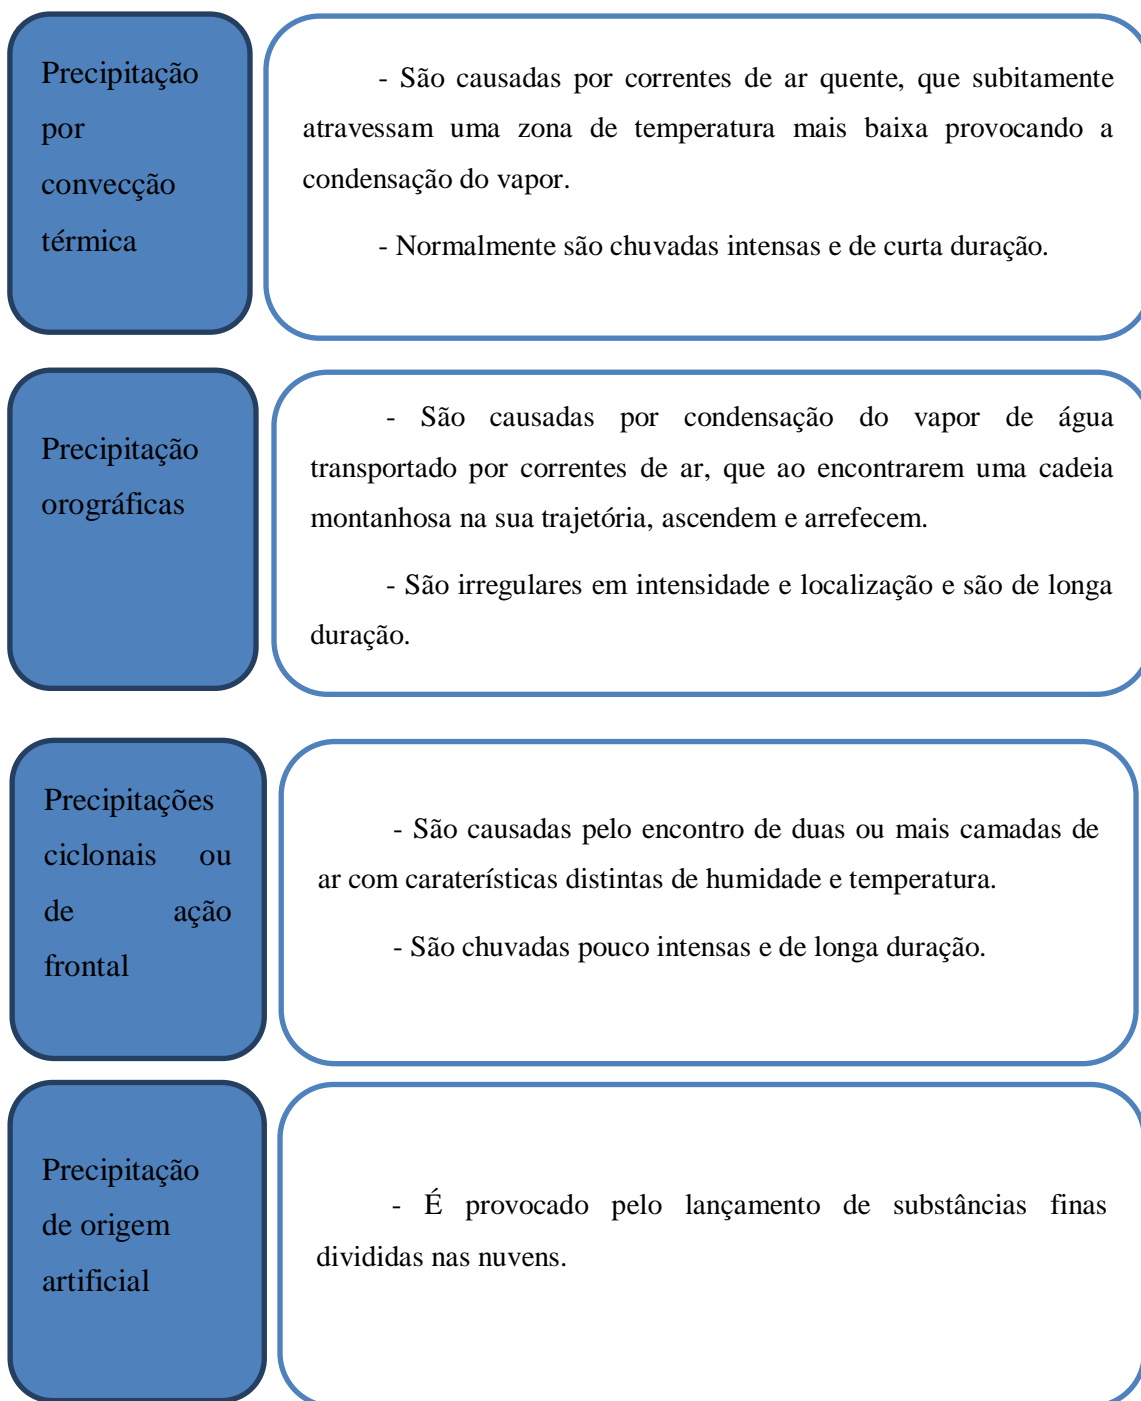 Precipitação
por
convecção
térmica
- São causadas por correntes de ar quente, que subitamente
atravessam uma zona de temperatura mais baixa provocando a
condensação do vapor.
- Normalmente são chuvadas intensas e de curta duração.
Precipitação
orográficas
- São causadas por condensação do vapor de água
transportado por correntes de ar, que ao encontrarem uma cadeia
montanhosa na sua trajetória, ascendem e arrefecem.
- São irregulares em intensidade e localização e são de longa
duração.
Precipitações
ciclonais ou
de ação
frontal
- São causadas pelo encontro de duas ou mais camadas de
ar com caraterísticas distintas de humidade e temperatura.
- São chuvadas pouco intensas e de longa duração.
Precipitação
de origem
artificial
- É provocado pelo lançamento de substâncias finas
divididas nas nuvens.